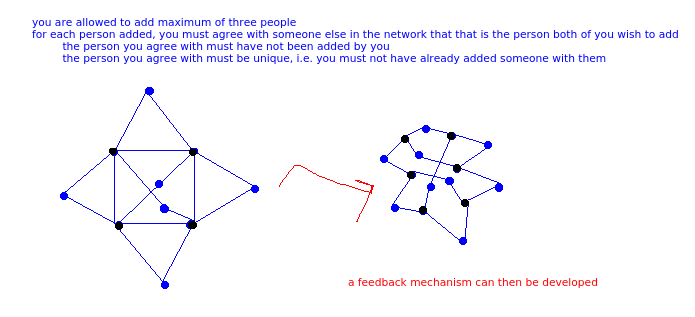 you are allowed to add maximum of three people
for each person added, you must agree with someone else in the network that that is the person both of you wish to add
the person you agree with must have not been added by you
the person you agree with must be unique, i.e. you must not have already added someone with them
a feedback mechanism can then be developed